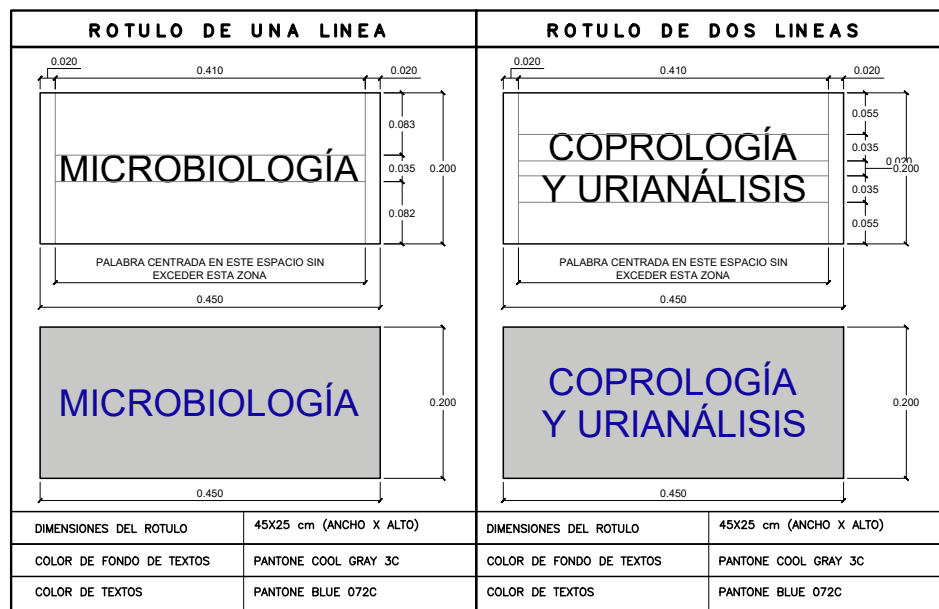 ROTULO DE UNA LINEA
0.020
0.410
0.020
0.083
0.035
0.200
0.082
MICROBIOLOGÍA
PALABRA CENTRADA EN ESTE ESPACIO SIN
EXCEDER ESTA ZONA
0.450
MICROBIOLOGÍA
0.200
0.450
DIMENSIONES DEL ROTULO 45X25 cm (ANCHO X ALTO)
COLOR DE FONDO DE TEXTOS PANTONE COOL GRAY 3C
COLOR DE TEXTOS PANTONE BLUE 072C
ROTULO DE DOS LINEAS
0.020
0.410
0.020
0.055
0.035
0.020
0.200
0.035
0.055
COPROLOGÍA
Y URIANÁLISIS
PALABRA CENTRADA EN ESTE ESPACIO SIN
EXCEDER ESTA ZONA
0.450
COPROLOGÍA
Y URIANÁLISIS
0.200
0.450
DIMENSIONES DEL ROTULO 45X25 cm (ANCHO X ALTO)
COLOR DE FONDO DE TEXTOS PANTONE COOL GRAY 3C
COLOR DE TEXTOS PANTONE BLUE 072C